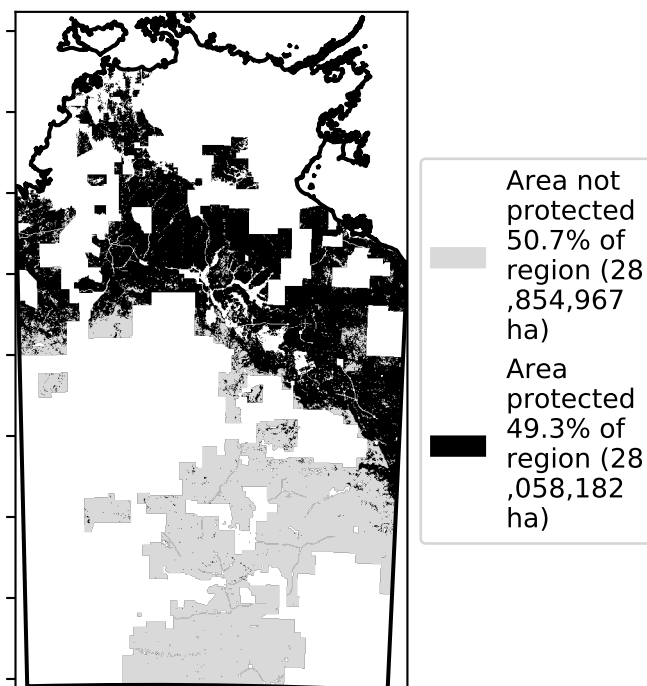 Area not
protected
50.7% of
region (28
,854,967
ha)
Area
protected
49.3% of
region (28
,058,182
ha)